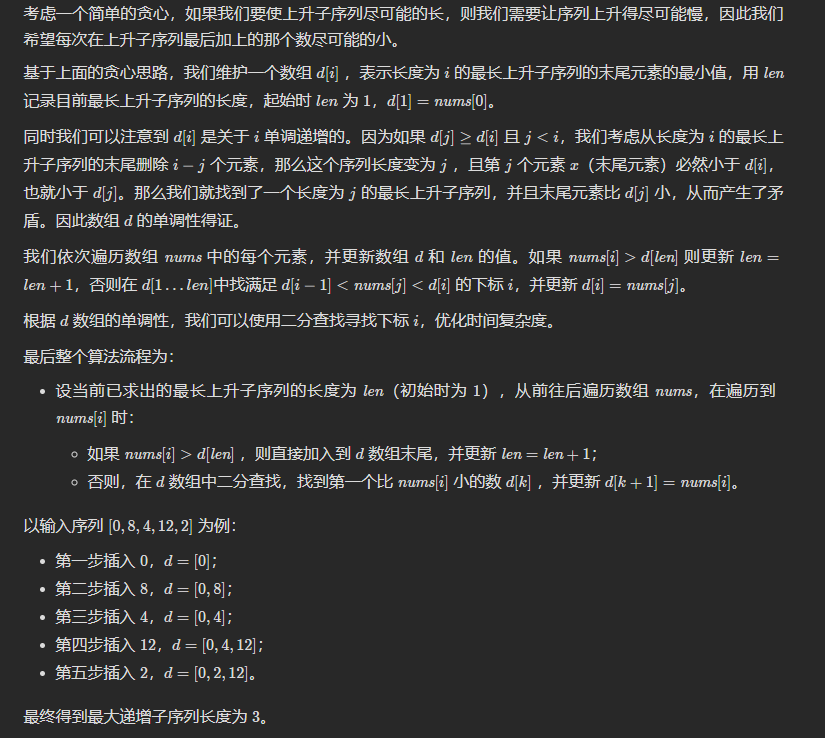 考虑一个简单的贪心，如果我们要使上升子序列尽可能的长，则我们需要让序列上升得尽可能慢，因此我们
希望每次在上升子序列最后加上的那个数尽可能的小。
基于上面的贪心思路，我们维护一个数组 d[i] ，表示长度为 i 的最长上升子序列的末尾元素的最小值，用 len
记录目前最长上升子序列的长度，起始时 len 为 1，d[1] = nums[0]。
同时我们可以注意到 d[i] 是关于 i 单调递增的。因为如果 d[j] ≥ d[i] 且 j < i，我们考虑从长度为 i 的最长上
升子序列的末尾删除 i − j 个元素，那么这个序列长度变为 j ，且第 j 个元素 x（末尾元素）必然小于 d[i]，
也就小于 d[j]。那么我们就找到了一个长度为 j 的最长上升子序列，并且末尾元素比 d[j] 小，从而产生了矛
盾。因此数组 d 的单调性得证。
我们依次遍历数组 nums 中的每个元素，并更新数组 d 和 len 的值。如果 nums[i] > d[len] 则更新 len =
len + 1，否则在 d[1…len]中找满足 d[i − 1] < nums[j] < d[i] 的下标 i，并更新 d[i] = nums[j]。
根据 d 数组的单调性，我们可以使用二分查找寻找下标 i，优化时间复杂度。
最后整个算法流程为：
• 设当前已求出的最长上升子序列的长度为 len（初始时为 1），从前往后遍历数组 nums，在遍历到
nums[i] 时：
◦ 如果 nums[i] > d[len] ，则直接加入到 d 数组末尾，并更新 len = len + 1；
◦ 否则，在 d 数组中二分查找，找到第一个比 nums[i] 小的数 d[k] ，并更新 d[k + 1] = nums[i]。
以输入序列 [0, 8, 4, 12, 2] 为例：
• 第一步插入 0，d = [0]；
• 第二步插入 8，d = [0, 8]；
• 第三步插入 4，d = [0, 4]；
• 第四步插入 12，d = [0, 4, 12]；
• 第五步插入 2，d = [0, 2, 12]。
最终得到最大递增子序列长度为 3。